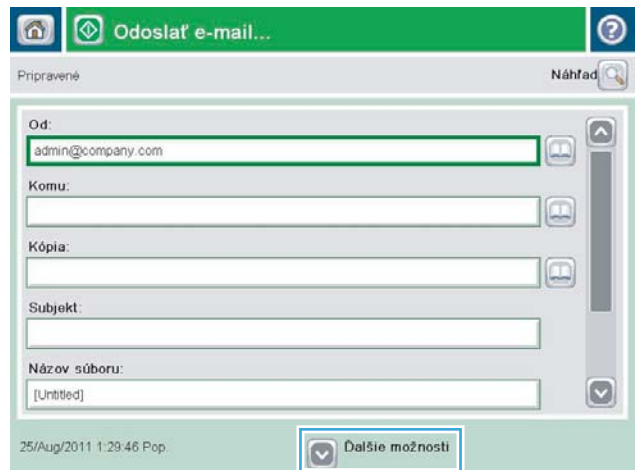 Odoslať e-mail...
Pripravené
Náhľad
Od:
admin@company.com
Komu:
Kópia:
Subjekt:
Názov súboru:
[Untitled]
25/Aug/2011 1:29:46 Pop.
Ďalšie možnosti